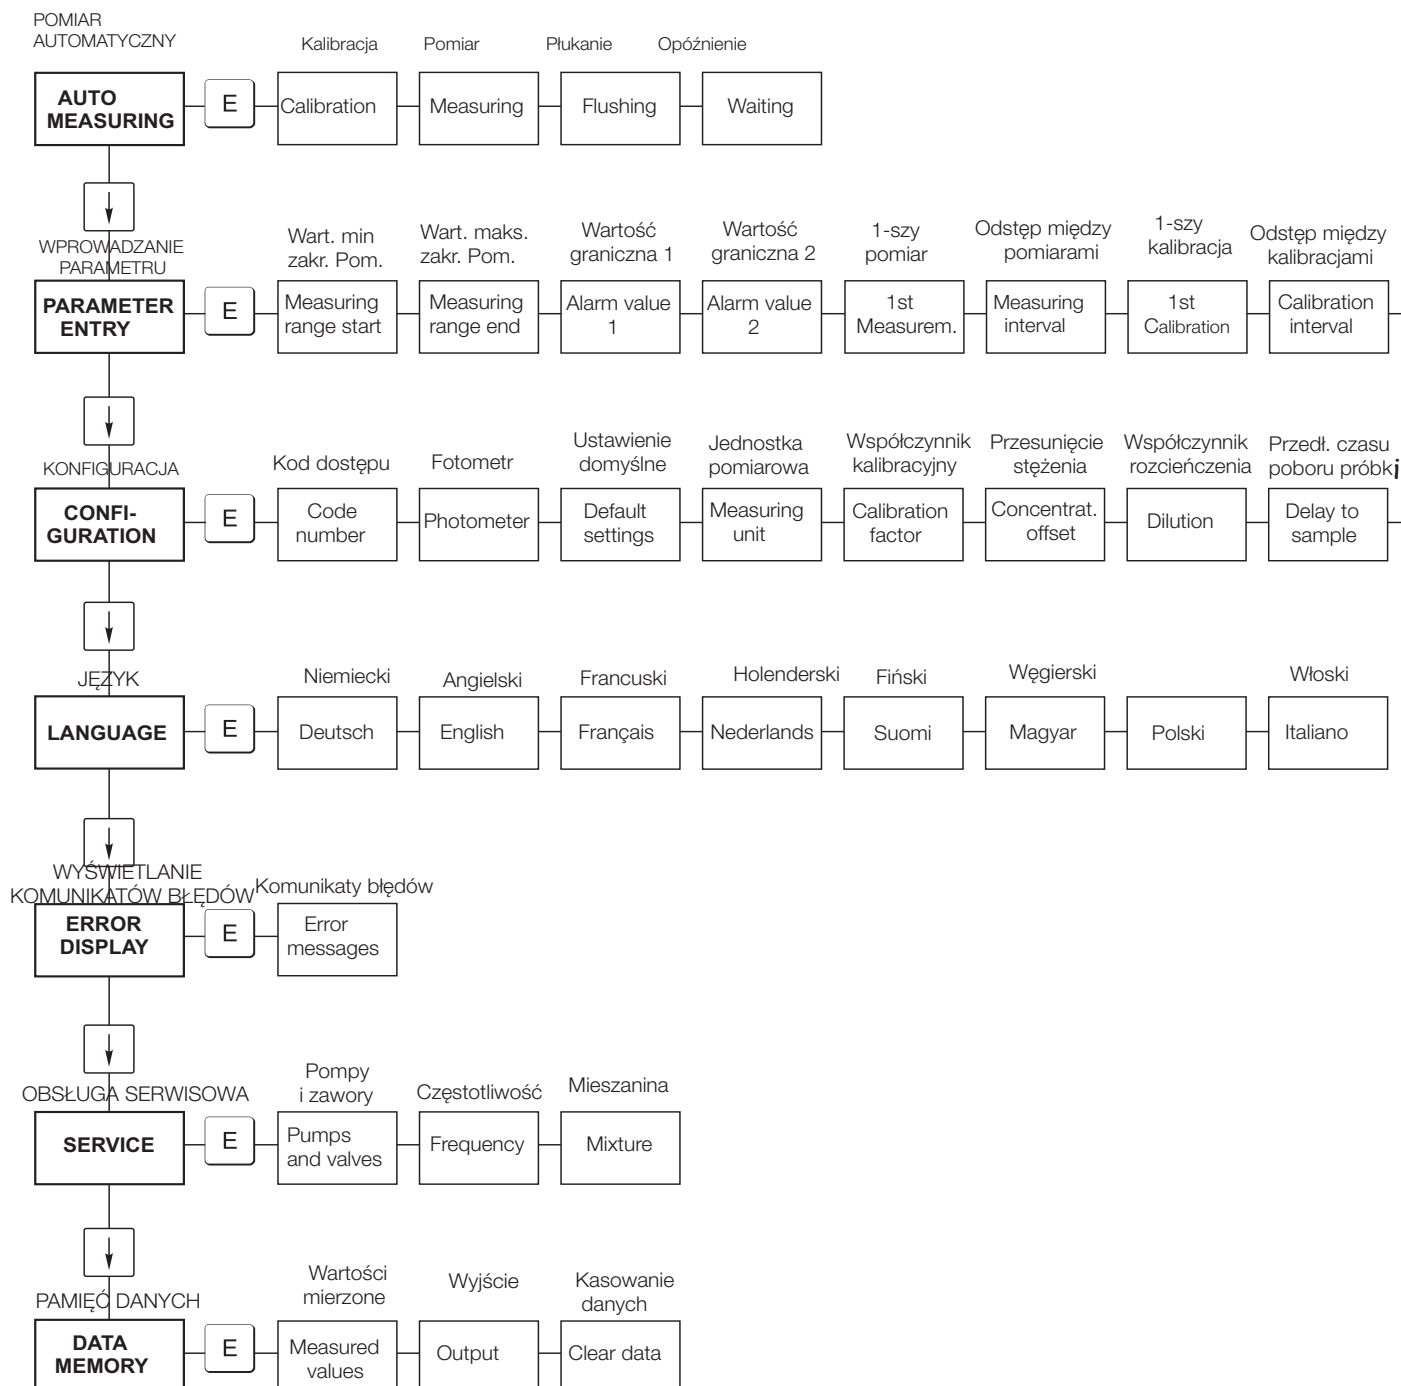 POMIAR
AUTOMATYCZNY
Kalibracja Pomiar Płukanie Opóźnienie
AUTO
MEASURING
E
Calibration
Measuring
Flushing
Waiting
WPROWADZANIE
PARAMETRU
Wart. min
zakr. Pom.
Wart. maks.
zakr. Pom.
Wartość
graniczna 1
Wartość
graniczna 2
1-szy
pomiar
Odstęp między
pomiarami
1-szy
kalibracja
Odstęp między
kalibracjami
PARAMETER
ENTRY
E
Measuring
range start
Measuring
range end
Alarm value
1
Alarm value
2
1st
Measurem.
Measuring
interval
1st
Calibration
Calibration
interval
KONFIGURACJA
Kod dostępu
Fotometr
Ustawienie
domyślne
Jednostka
pomiarowa
Współczynnik
kalibracyjny
Przesunięcie
stężenia
Współczynnik
rozcieńczenia
Przedł. czasu
poboru próbki
CONFI-
GURATION
E
Code
number
Photometer
Default
settings
Measuring
unit
Calibration
factor
Concentrat.
offset
Dilution
Delay to
sample
JĘZYK
Niemiecki
Angielski
Francuski
Holenderski
Fiński
Węgierski
Włoski
LANGUAGE
E
Deutsch
English
Français
Nederlands
Suomi
Magyar
Polski
Italiano
WYŚWIETLANIE
KOMUNIKATÓW BŁĘDÓW
Komunikaty błędów
ERROR
DISPLAY
E
Error
messages
OBSŁUGA SERWISOWA
Pompy
i zawory
Częstotliwość
Mieszanina
SERVICE
E
Pumps
and valves
Frequency
Mixture
PAMIĘĆ DANYCH
Wartości
mierzone
Wyjście
Kasowanie
danych
DATA
MEMORY
E
Measured
values
Output
Clear data